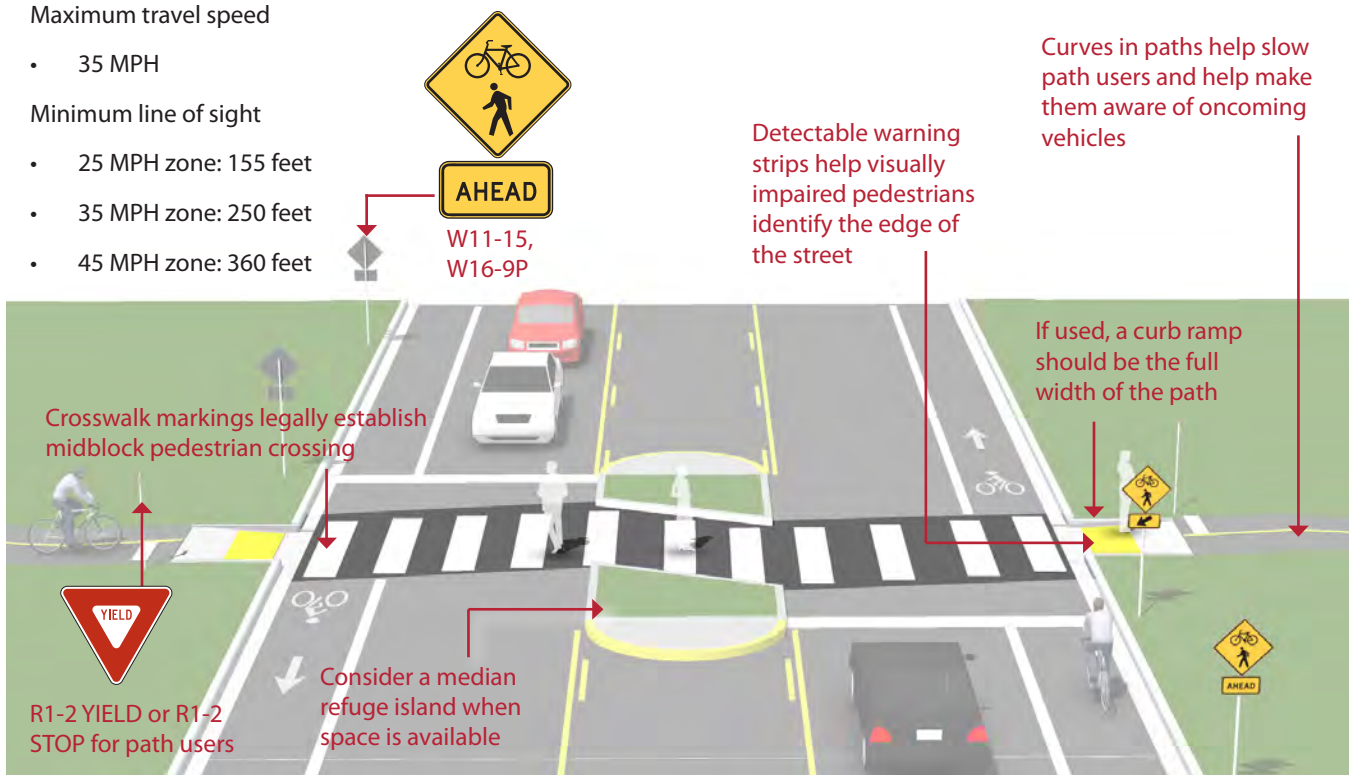 Maximum travel speed
• 35 MPH
Minimum line of sight
• 25 MPH zone: 155 feet
• 35 MPH zone: 250 feet
• 45 MPH zone: 360 feet
AHEAD
W11-15,
W16-9P
Detectable warning
strips help visually
impaired pedestrians
identify the edge of
the street
Curves in paths help slow
path users and help make
them aware of oncoming
vehicles
If used, a curb ramp
should be the full
width of the path
Crosswalk markings legally establish
midblock pedestrian crossing
YIELD
R1-2 YIELD or R1-2
STOP for path users
Consider a median
refuge island when
space is available
AHEAD